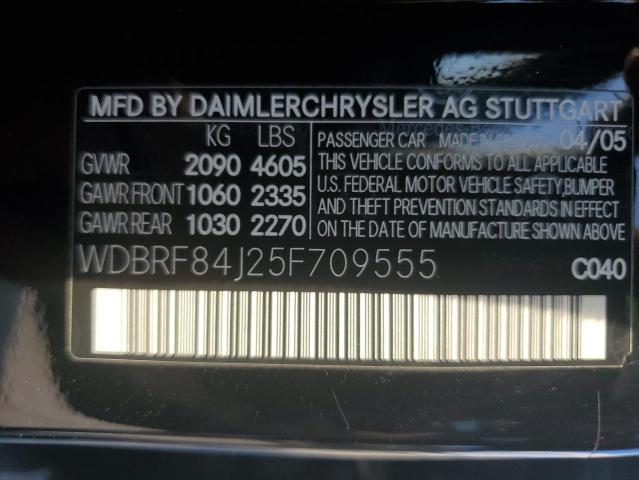 MFD BY DAIMLERCHRYSLER AG STUTTGART
KG LBS
GVWR 2090 4605
GAWR FRONT 1060 2335
GAWR REAR 1030 2270
PASSENGER CAR MADE IN 04/05
THIS VEHICLE CONFORMS TO ALL APPLICABLE
U.S. FEDERAL MOTOR VEHICLE SAFETY, BUMPER
AND THEFT PREVENTION STANDARDS IN EFFECT
ON THE DATE OF MANUFACTURE SHOWN ABOVE.
WDBRF84J25F709555
C040